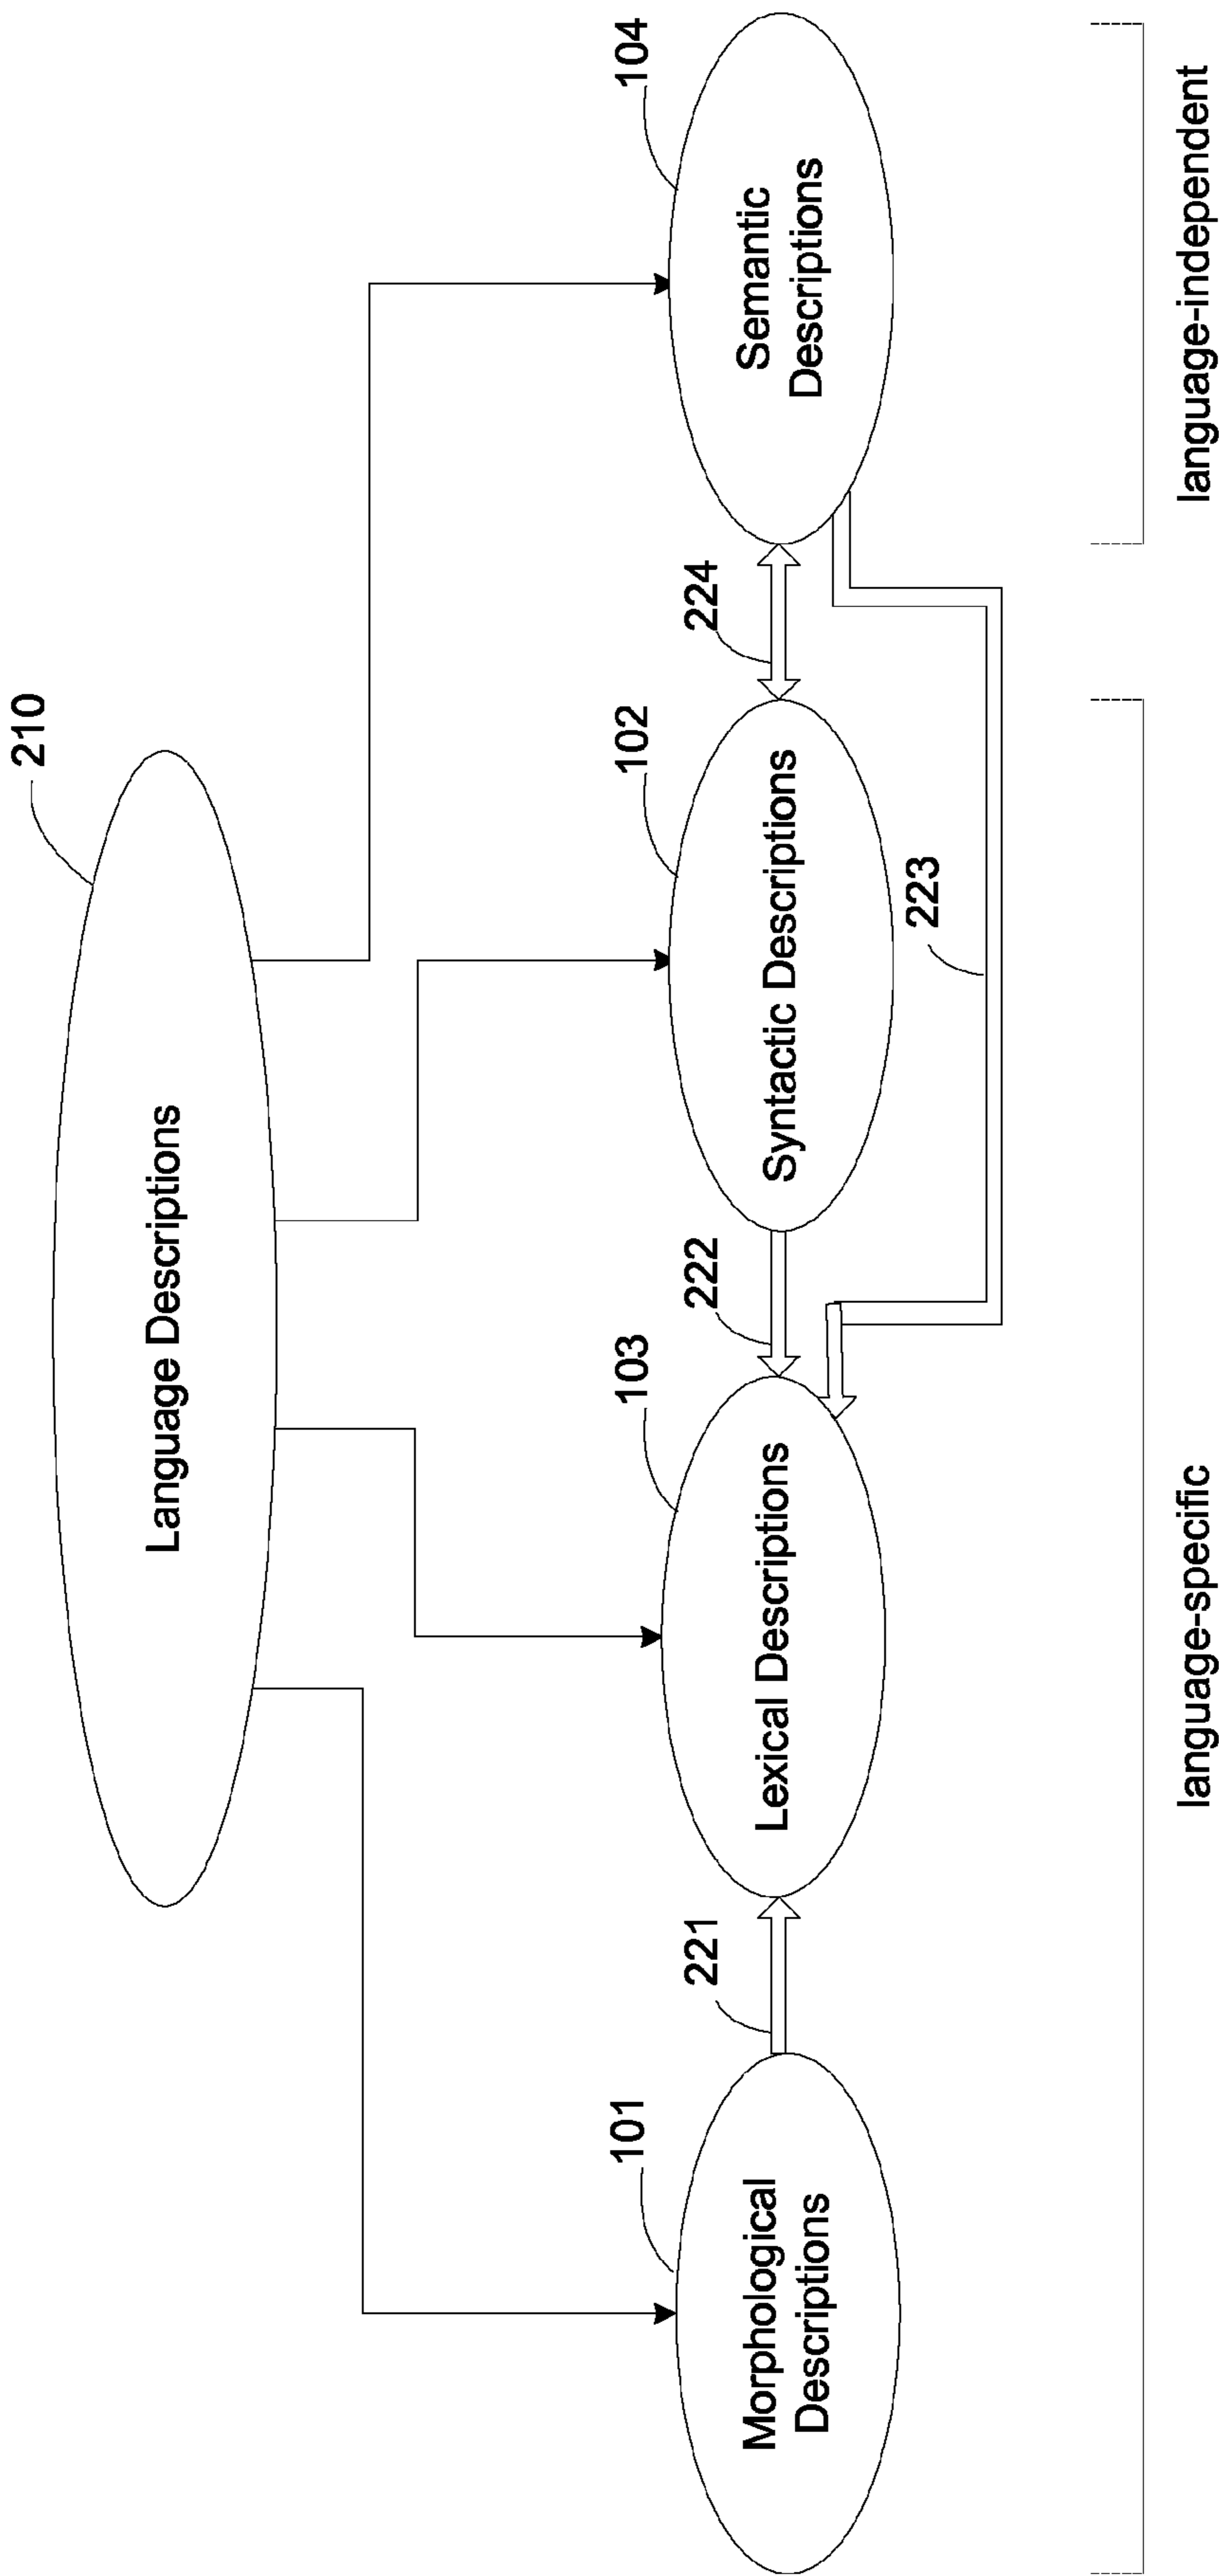 210
Language Descriptions
101
103
102
104
Morphological
Descriptions
221
Lexical Descriptions
222
Syntactic Descriptions
224
Semantic
Descriptions
223
language-specific
language-independent